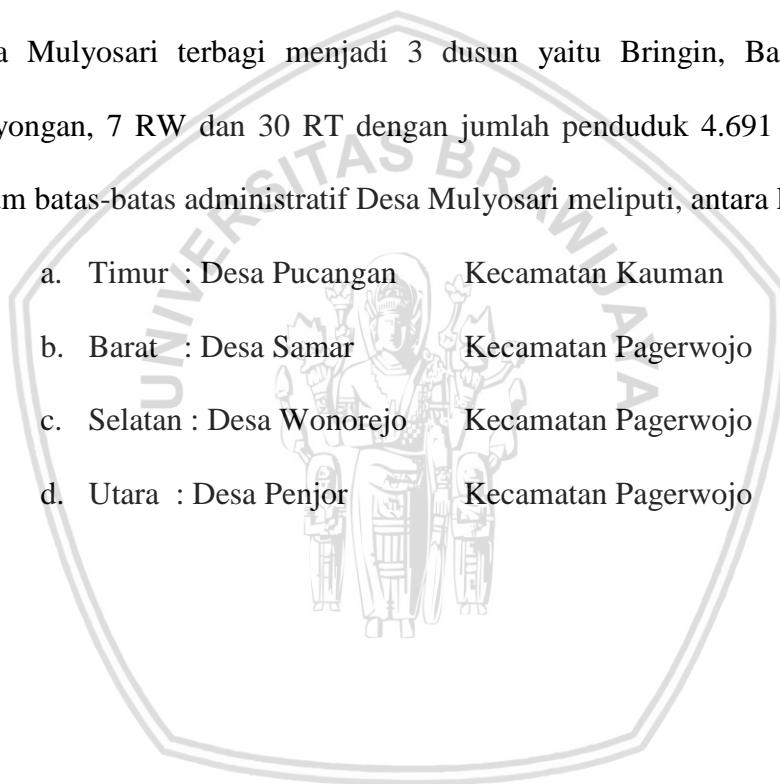 a Mulyosari terbagi menjadi 3 dusun yaitu Bringin, Ba
yongan, 7 RW dan 30 RT dengan jumlah penduduk 4.691
m batas-batas administratif Desa Mulyosari meliputi, antara
a. Timur : Desa Pucangan Kecamatan Kauman
b. Barat : Desa Samar Kecamatan Pagerwojo
c. Selatan : Desa Wonorejo Kecamatan Pagerwojo
d. Utara : Desa Penjor Kecamatan Pagerwojo
UNIVERSITAS BRAWIJAYA